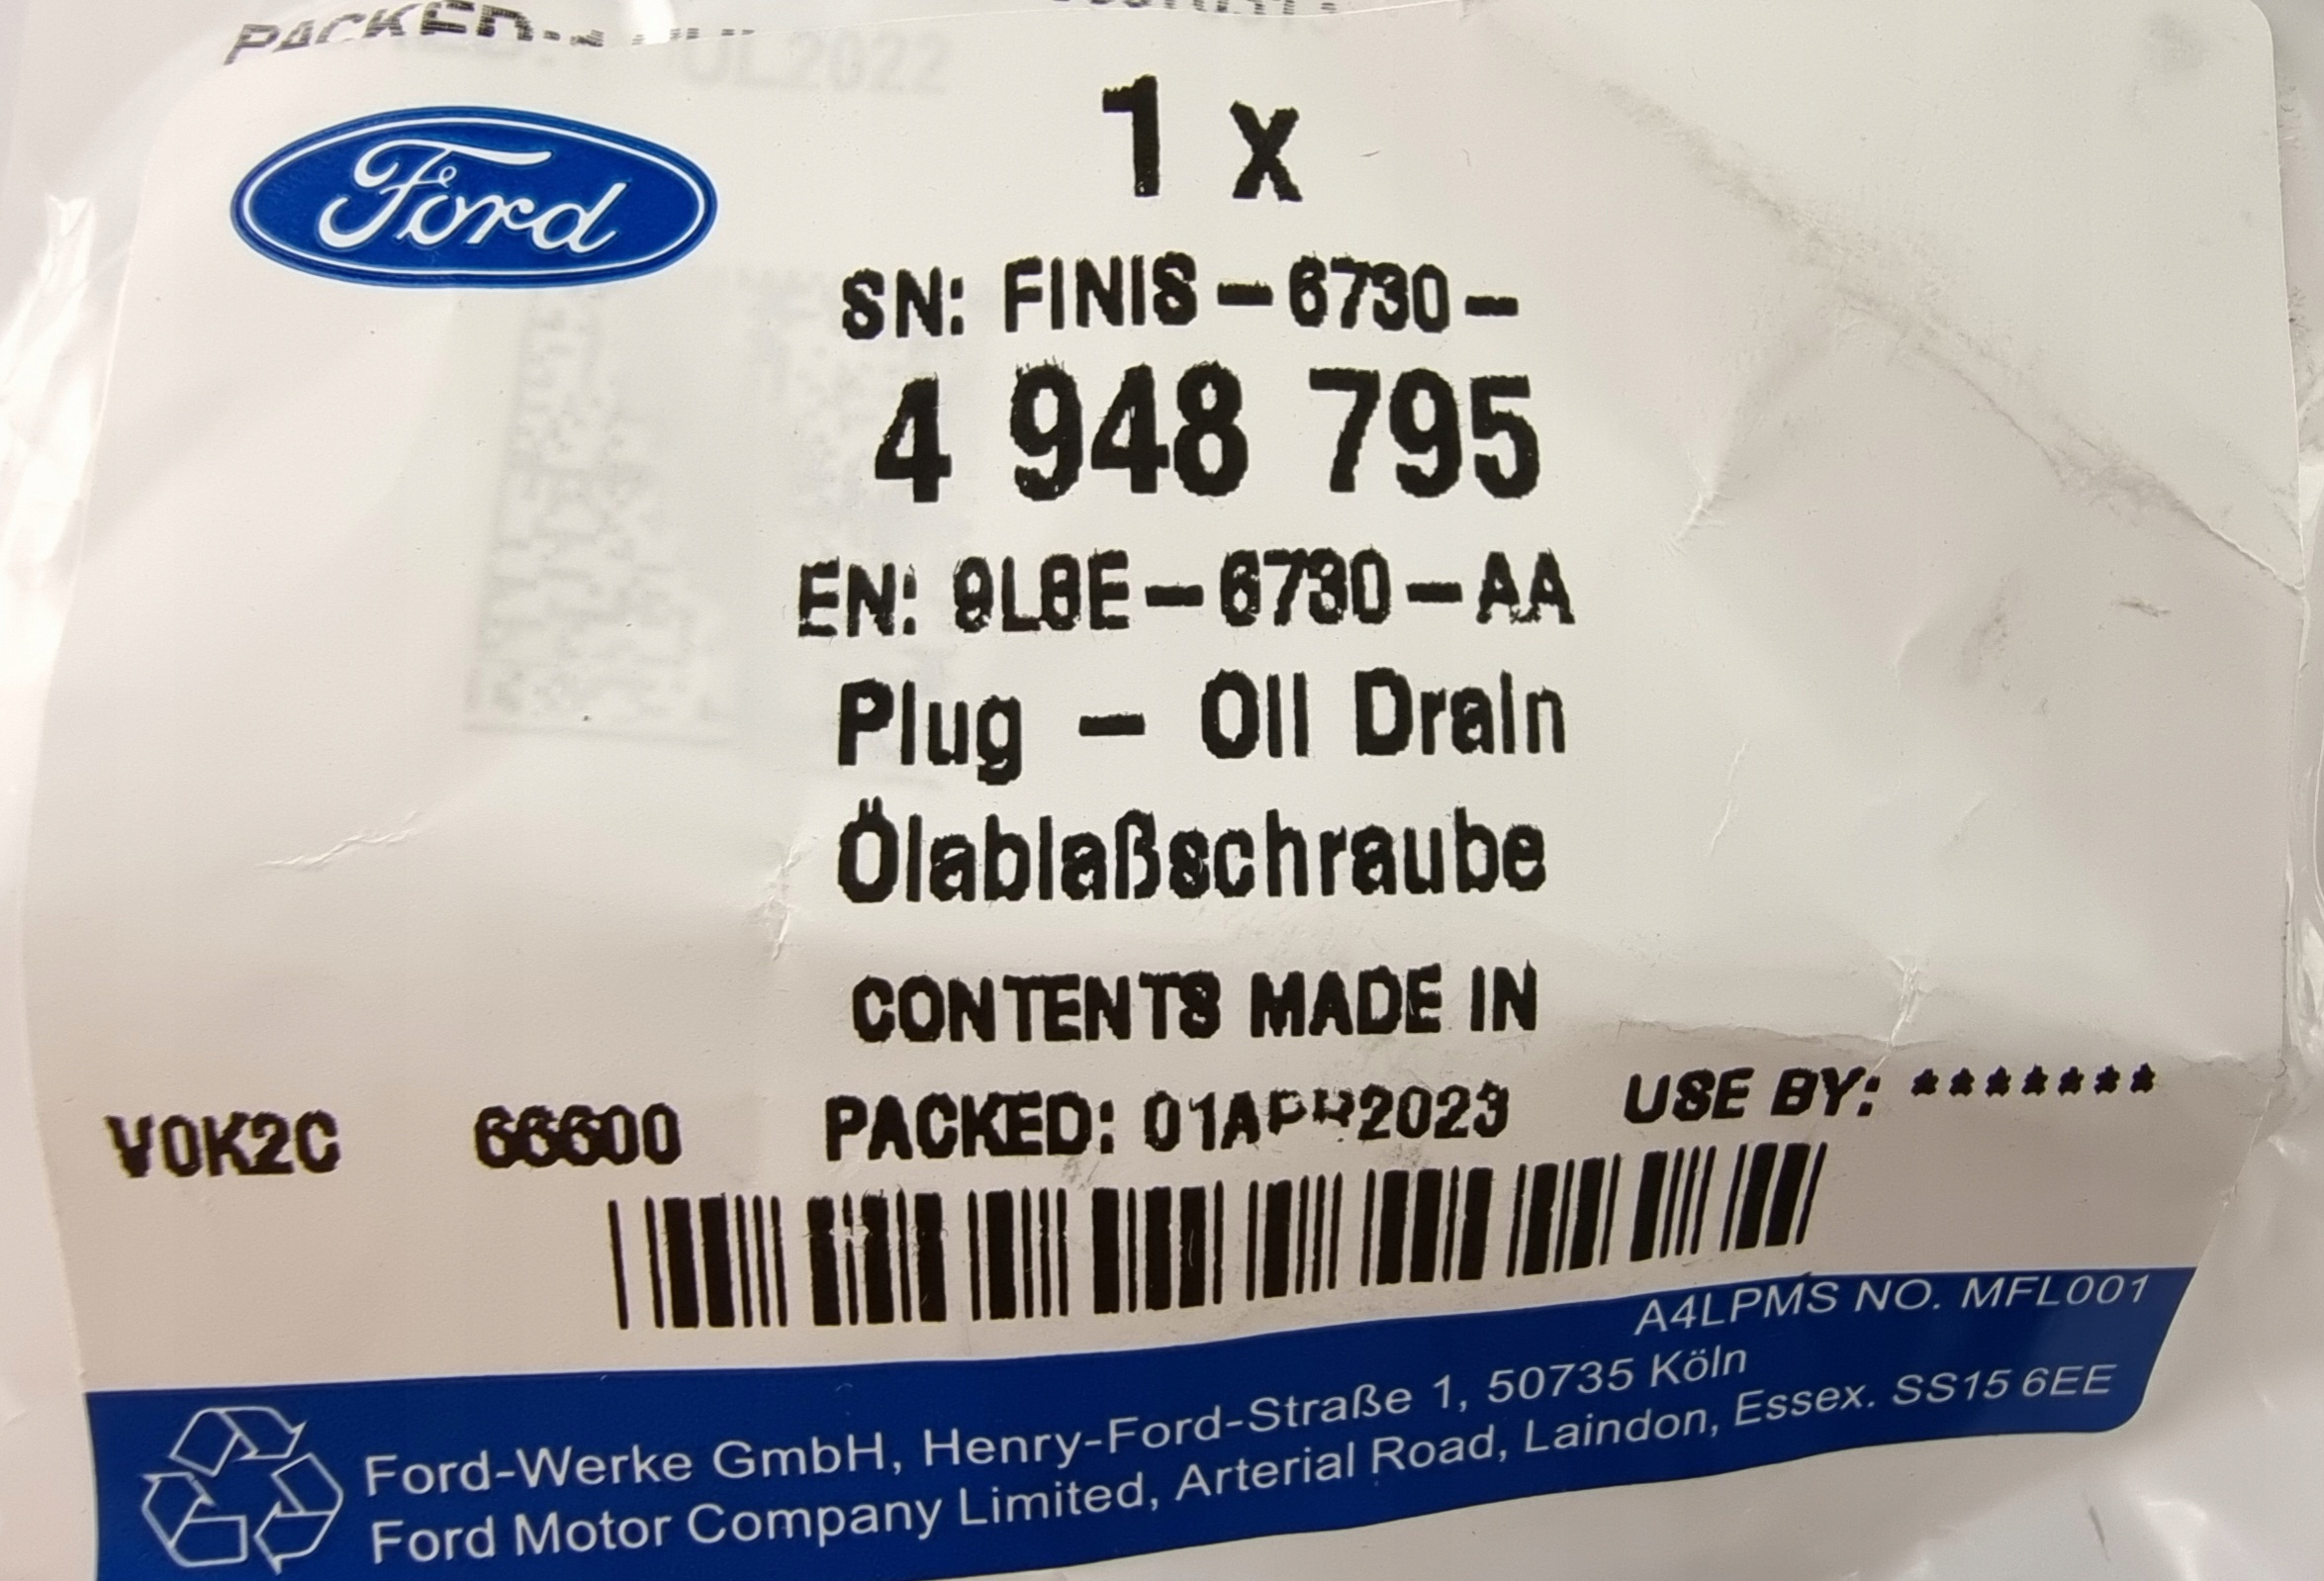 PACKED:
JUL2022
Ford
1 x
SN: FINIS-6730-
4 948 795
EN: 9L8E-6730-AA
Plug - Oil Drain
Ölablaßschraube
CONTENTS MADE IN
V0K2C 66600 PACKED: 01APR2023 USE BY: *******
A4LPMS NO. MFL001
Ford-Werke GmbH, Henry-Ford-Straße 1, 50735 Köln
Ford Motor Company Limited, Arterial Road, Laindon, Essex. SS15 6EE